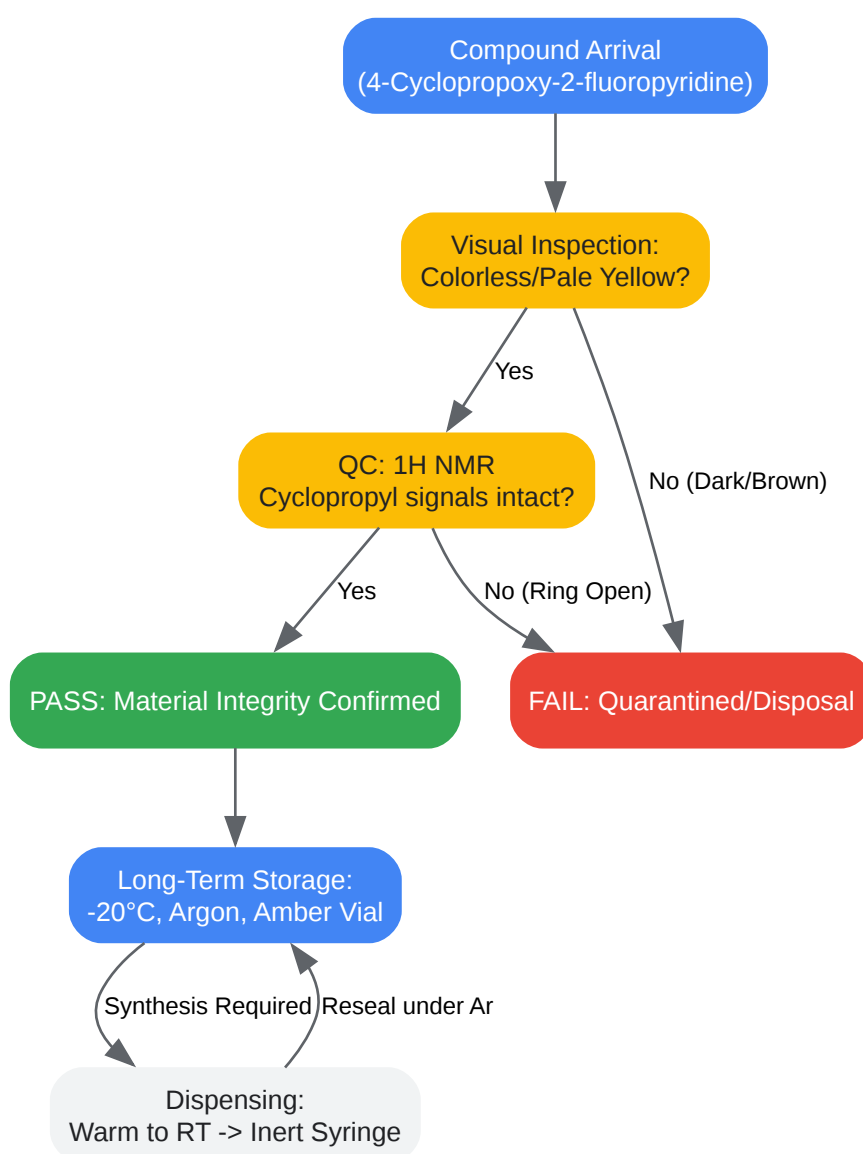 Compound Arrival
(4-Cyclopropoxy-2-fluoropyridine)
Visual Inspection:
Colorless/Pale Yellow?
Yes
QC: 1H NMR
Cyclopropyl signals intact?
No (Dark/Brown)
Yes
No (Ring Open)
PASS: Material Integrity Confirmed
FAIL: Quarantined/Disposal
Long-Term Storage:
-20°C, Argon, Amber Vial
Synthesis Required
Reseal under Ar
Dispensing:
Warm to RT -> Inert Syringe